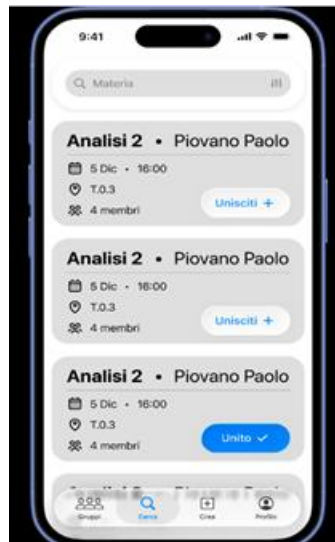 9:41
Materia
Analisi 2 • Piovano Paolo
5 Dic • 16:00
T.0.3
4 membri
Unisciti +
Analisi 2 • Piovano Paolo
5 Dic • 16:00
T.0.3
4 membri
Unisciti +
Analisi 2 • Piovano Paolo
5 Dic • 16:00
T.0.3
4 membri
Unito ✓
Gruppi
Cerca
Crea
Profilo